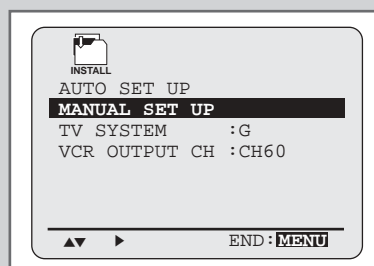 INSTALL
AUTO SET UP
MANUAL SET UP
TV SYSTEM :G
VCR OUTPUT CH :CH60
▲▼ ▶ END:MENU